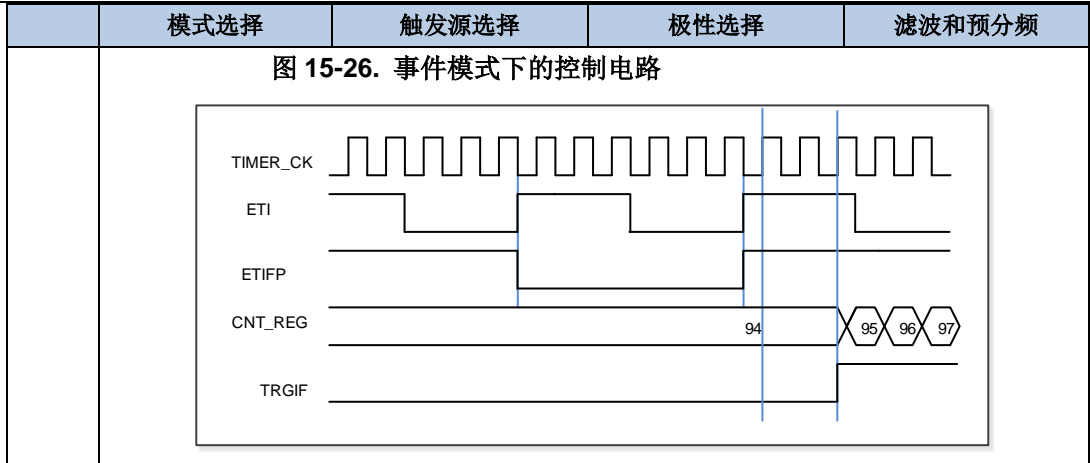 模式选择 触发源选择 极性选择 滤波和预分频
图 15-26. 事件模式下的控制电路
TIMER_CK
ETI
ETIFP
CNT_REG 94 95 96 97
TRGIF